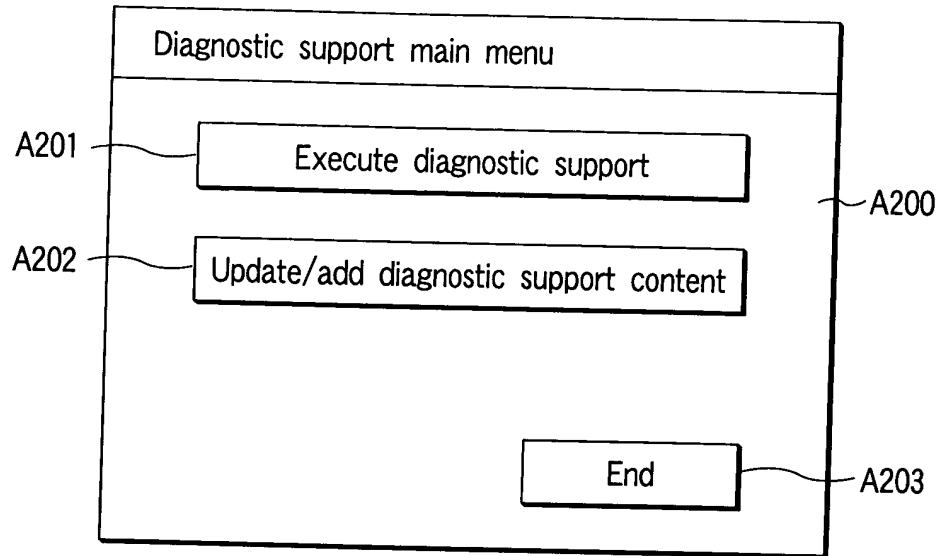 Diagnostic support main menu
A201
Execute diagnostic support
A200
A202
Update/add diagnostic support content
End
A203